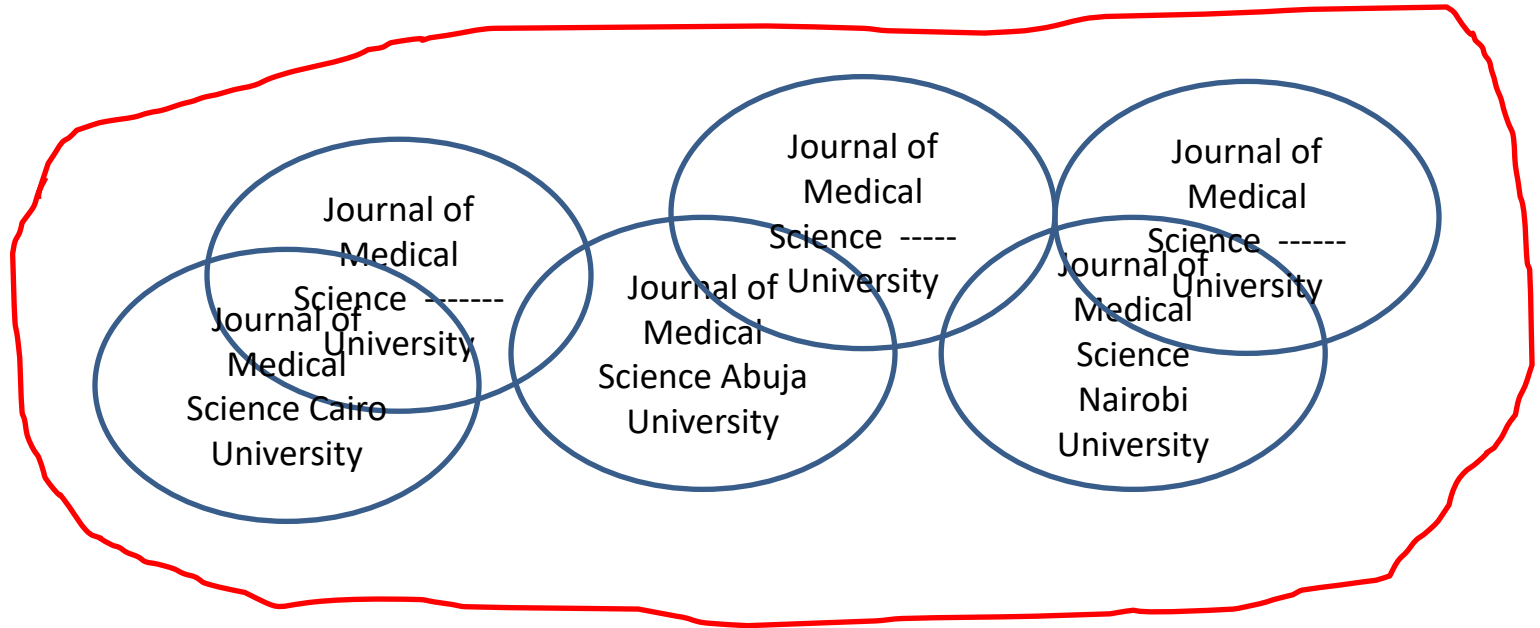 Journal of
Medical
Science -------
University
Journal of
Medical
Science Cairo
University
Journal of
Medical
Science Abuja
University
Journal of
Medical
Science -----
University
Journal of
Medical
Science
Nairobi
University
Journal of
Medical
Science ------
University